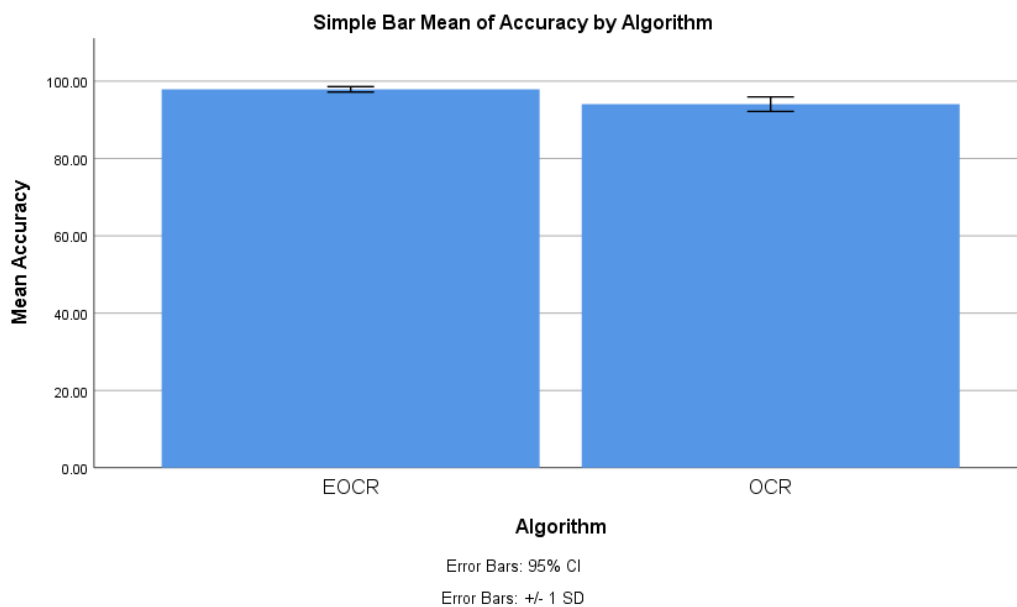 Simple Bar Mean of Accuracy by Algorithm
Mean Accuracy
100.00
80.00
60.00
40.00
20.00
0.00
EOCR OCR
Algorithm
Error Bars: 95% CI
Error Bars: +/- 1 SD